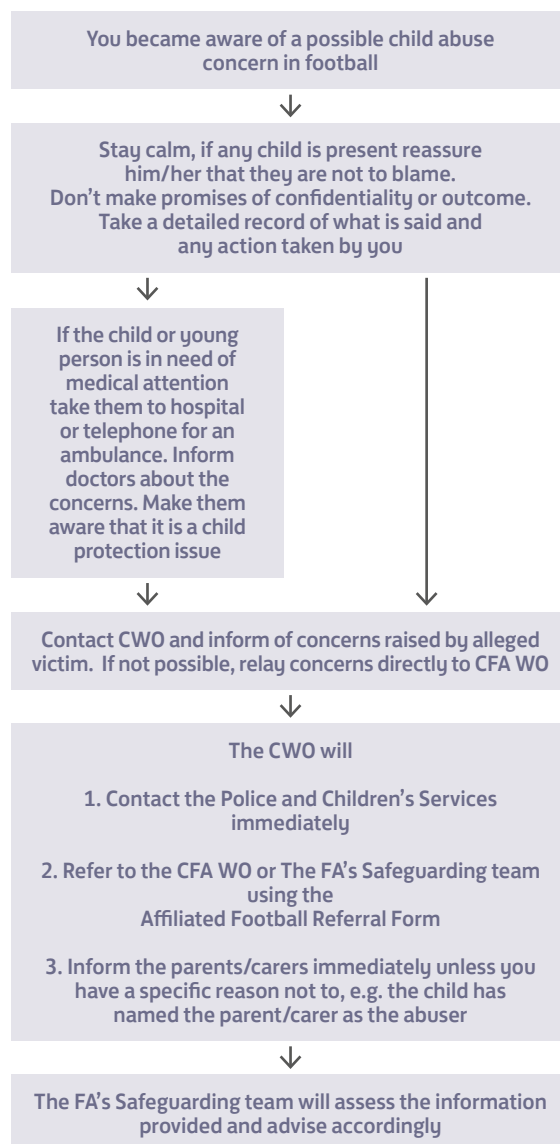 You became aware of a possible child abuse
concern in football
Stay calm, if any child is present reassure
him/her that they are not to blame.
Don't make promises of confidentiality or outcome.
Take a detailed record of what is said and
any action taken by you
If the child or young
person is in need of
medical attention
take them to hospital
or telephone for an
ambulance. Inform
doctors about the
concerns. Make them
aware that it is a child
protection issue
Contact CWO and inform of concerns raised by alleged
victim. If not possible, relay concerns directly to CFA WO
The CWO will
1. Contact the Police and Children's Services
immediately
2. Refer to the CFA WO or The FA's Safeguarding team
using the
Affiliated Football Referral Form
3. Inform the parents/carers immediately unless you
have a specific reason not to, e.g. the child has
named the parent/carer as the abuser
The FA's Safeguarding team will assess the information
provided and advise accordingly